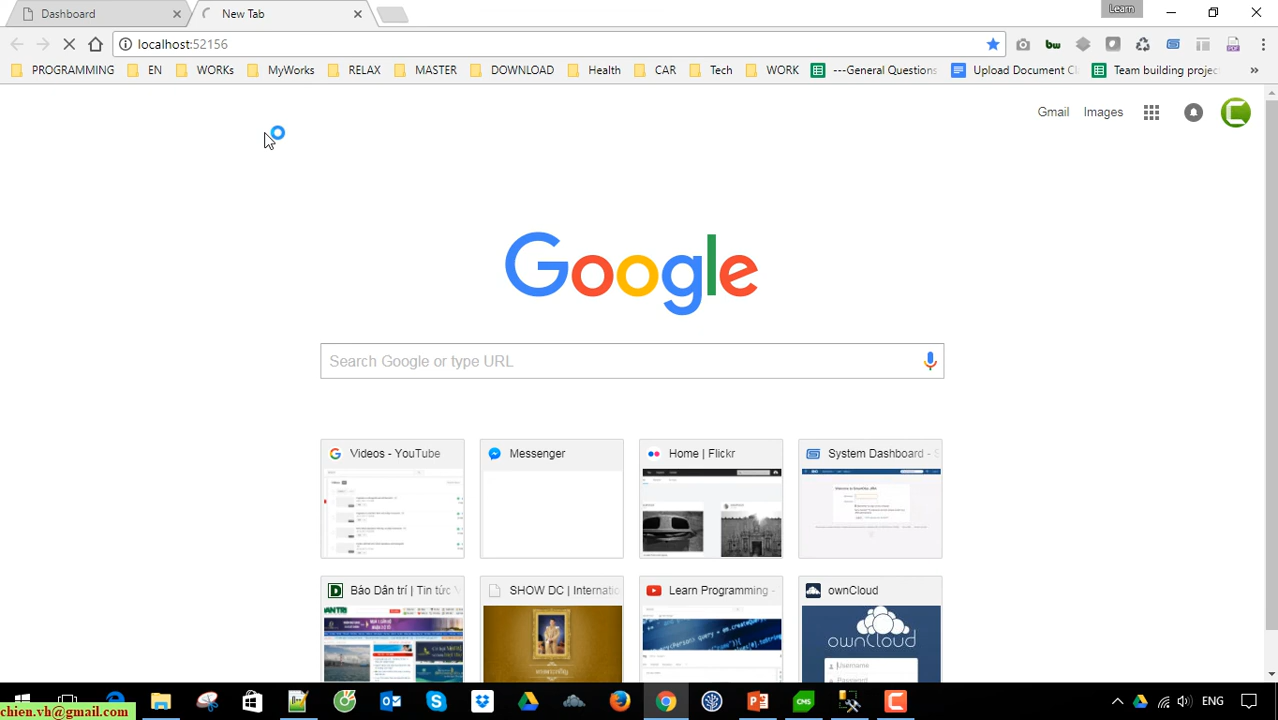 Dashboard
New Tab
Learn
localhost:52156
PROGRAMMING EN WORKs MyWorks RELAX MASTER DOWNLOAD Health CAR Tech WORK ---General Questions Upload Document Team building projec »
Gmail Images
Google
Search Google or type URL
Videos - YouTube Messenger Home | Flickr System Dashboard -
Báo Dân trí | Tin tức SHOW DC | Internatio Learn Programming - ownCloud
ownCloud
Username
Password
ENG
chien.vh@gmail.com